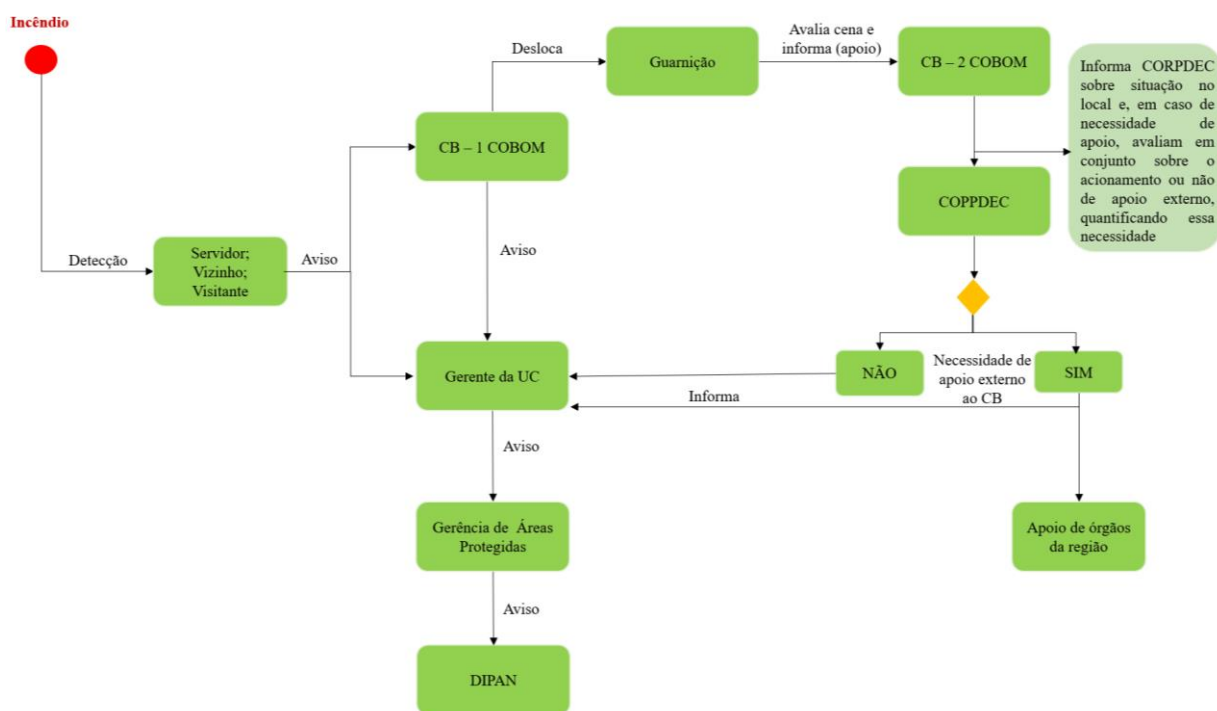 Incêndio
Detecção
Servidor;
Vizinho;
Visitante
Aviso
CB – 1 COBOM
Desloca
Guarnição
Avalia cena e
informa (apoio)
CB – 2 COBOM
Informa CORPDEC
sobre situação no
local e, em caso de
necessidade de
apoio, avaliam em
conjunto sobre o
acionamento ou não
de apoio externo,
quantificando essa
necessidade
COPPDEC
Aviso
Gerente da UC
NÃO
Necessidade de
apoio externo
ao CB
SIM
Informa
Aviso
Gerência de Áreas
Protegidas
Apoio de órgãos
da região
Aviso
DIPAN